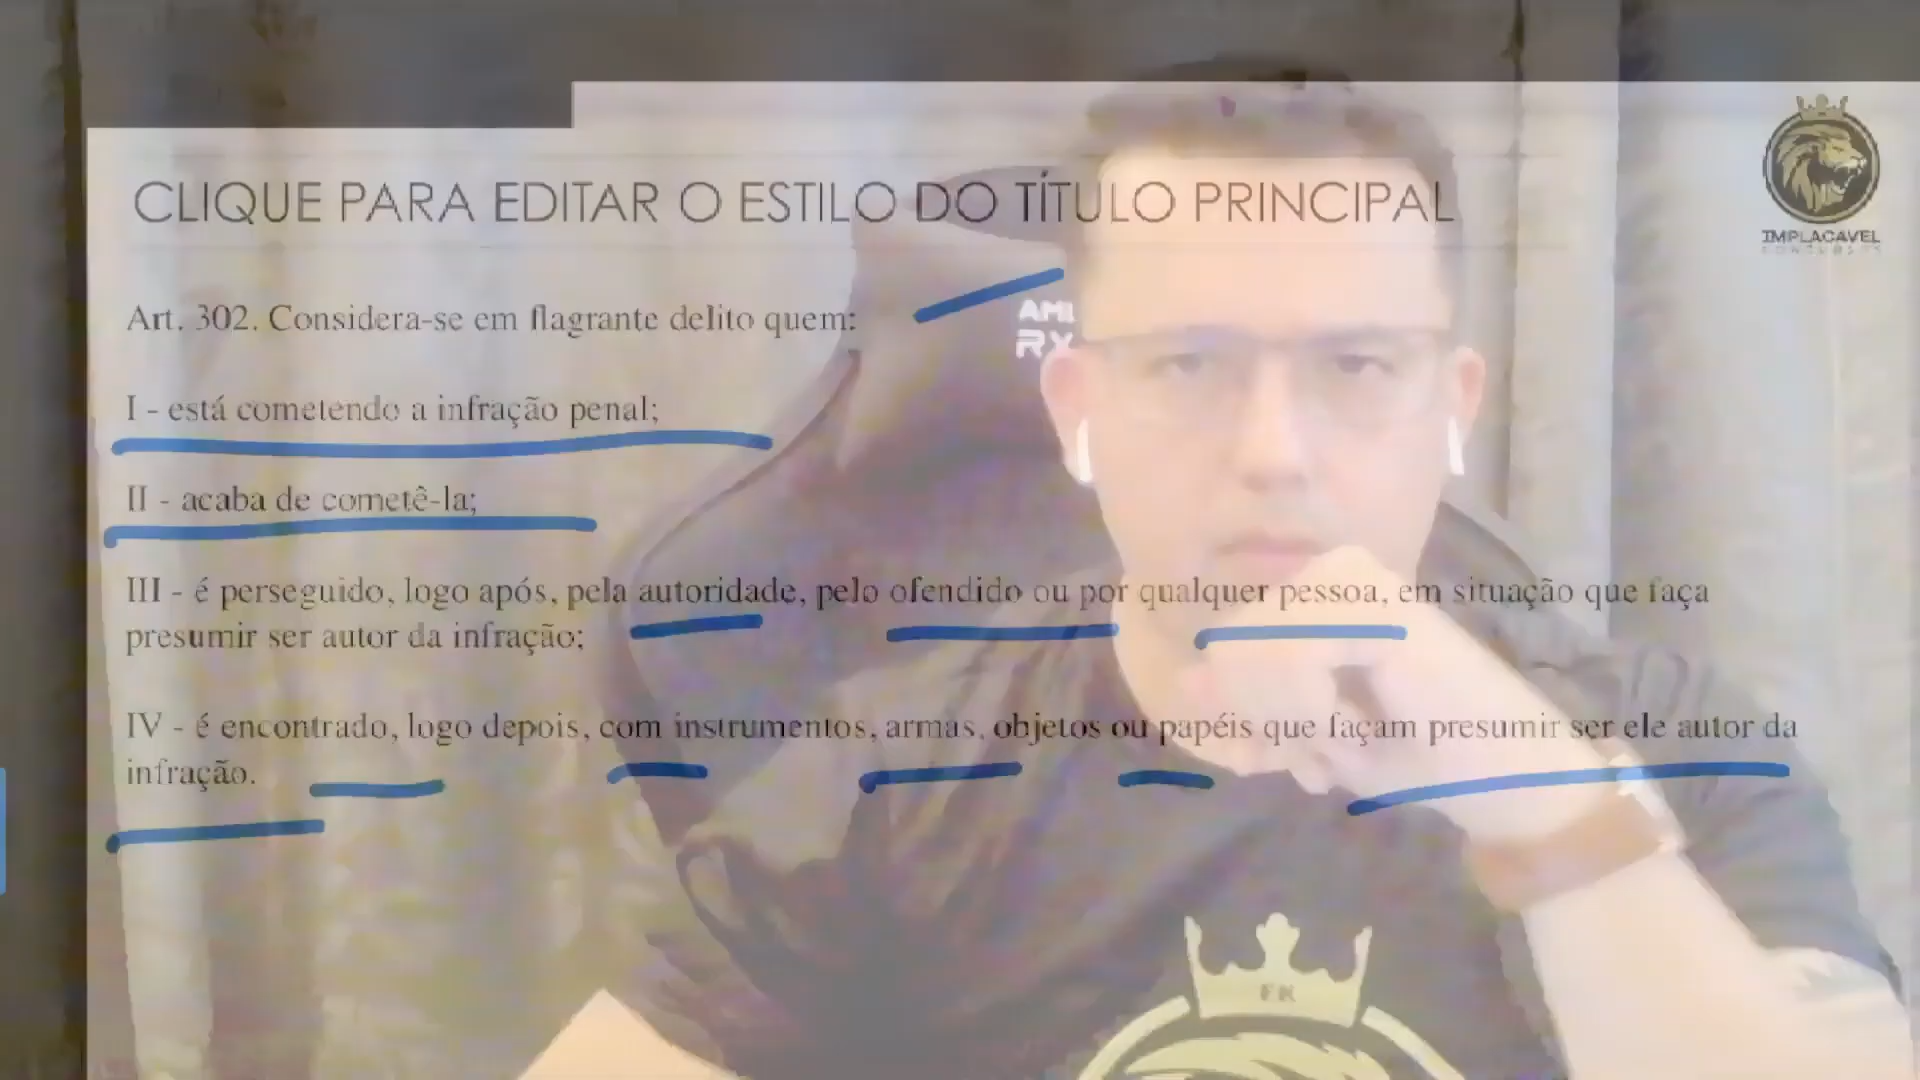 CLIQUE PARA EDITAR O ESTILO DO TÍTULO PRINCIPAL
IMPLACAVEL
CONCURSOS
AMD
RX
Art. 302. Considera-se em flagrante delito quem:
I - está cometendo a infração penal;
II - acaba de cometê-la;
III - é perseguido, logo após, pela autoridade, pelo ofendido ou por qualquer pessoa, em situação que faça
presumir ser autor da infração;
IV - é encontrado, logo depois, com instrumentos, armas, objetos ou papéis que façam presumir ser ele autor da
infração.